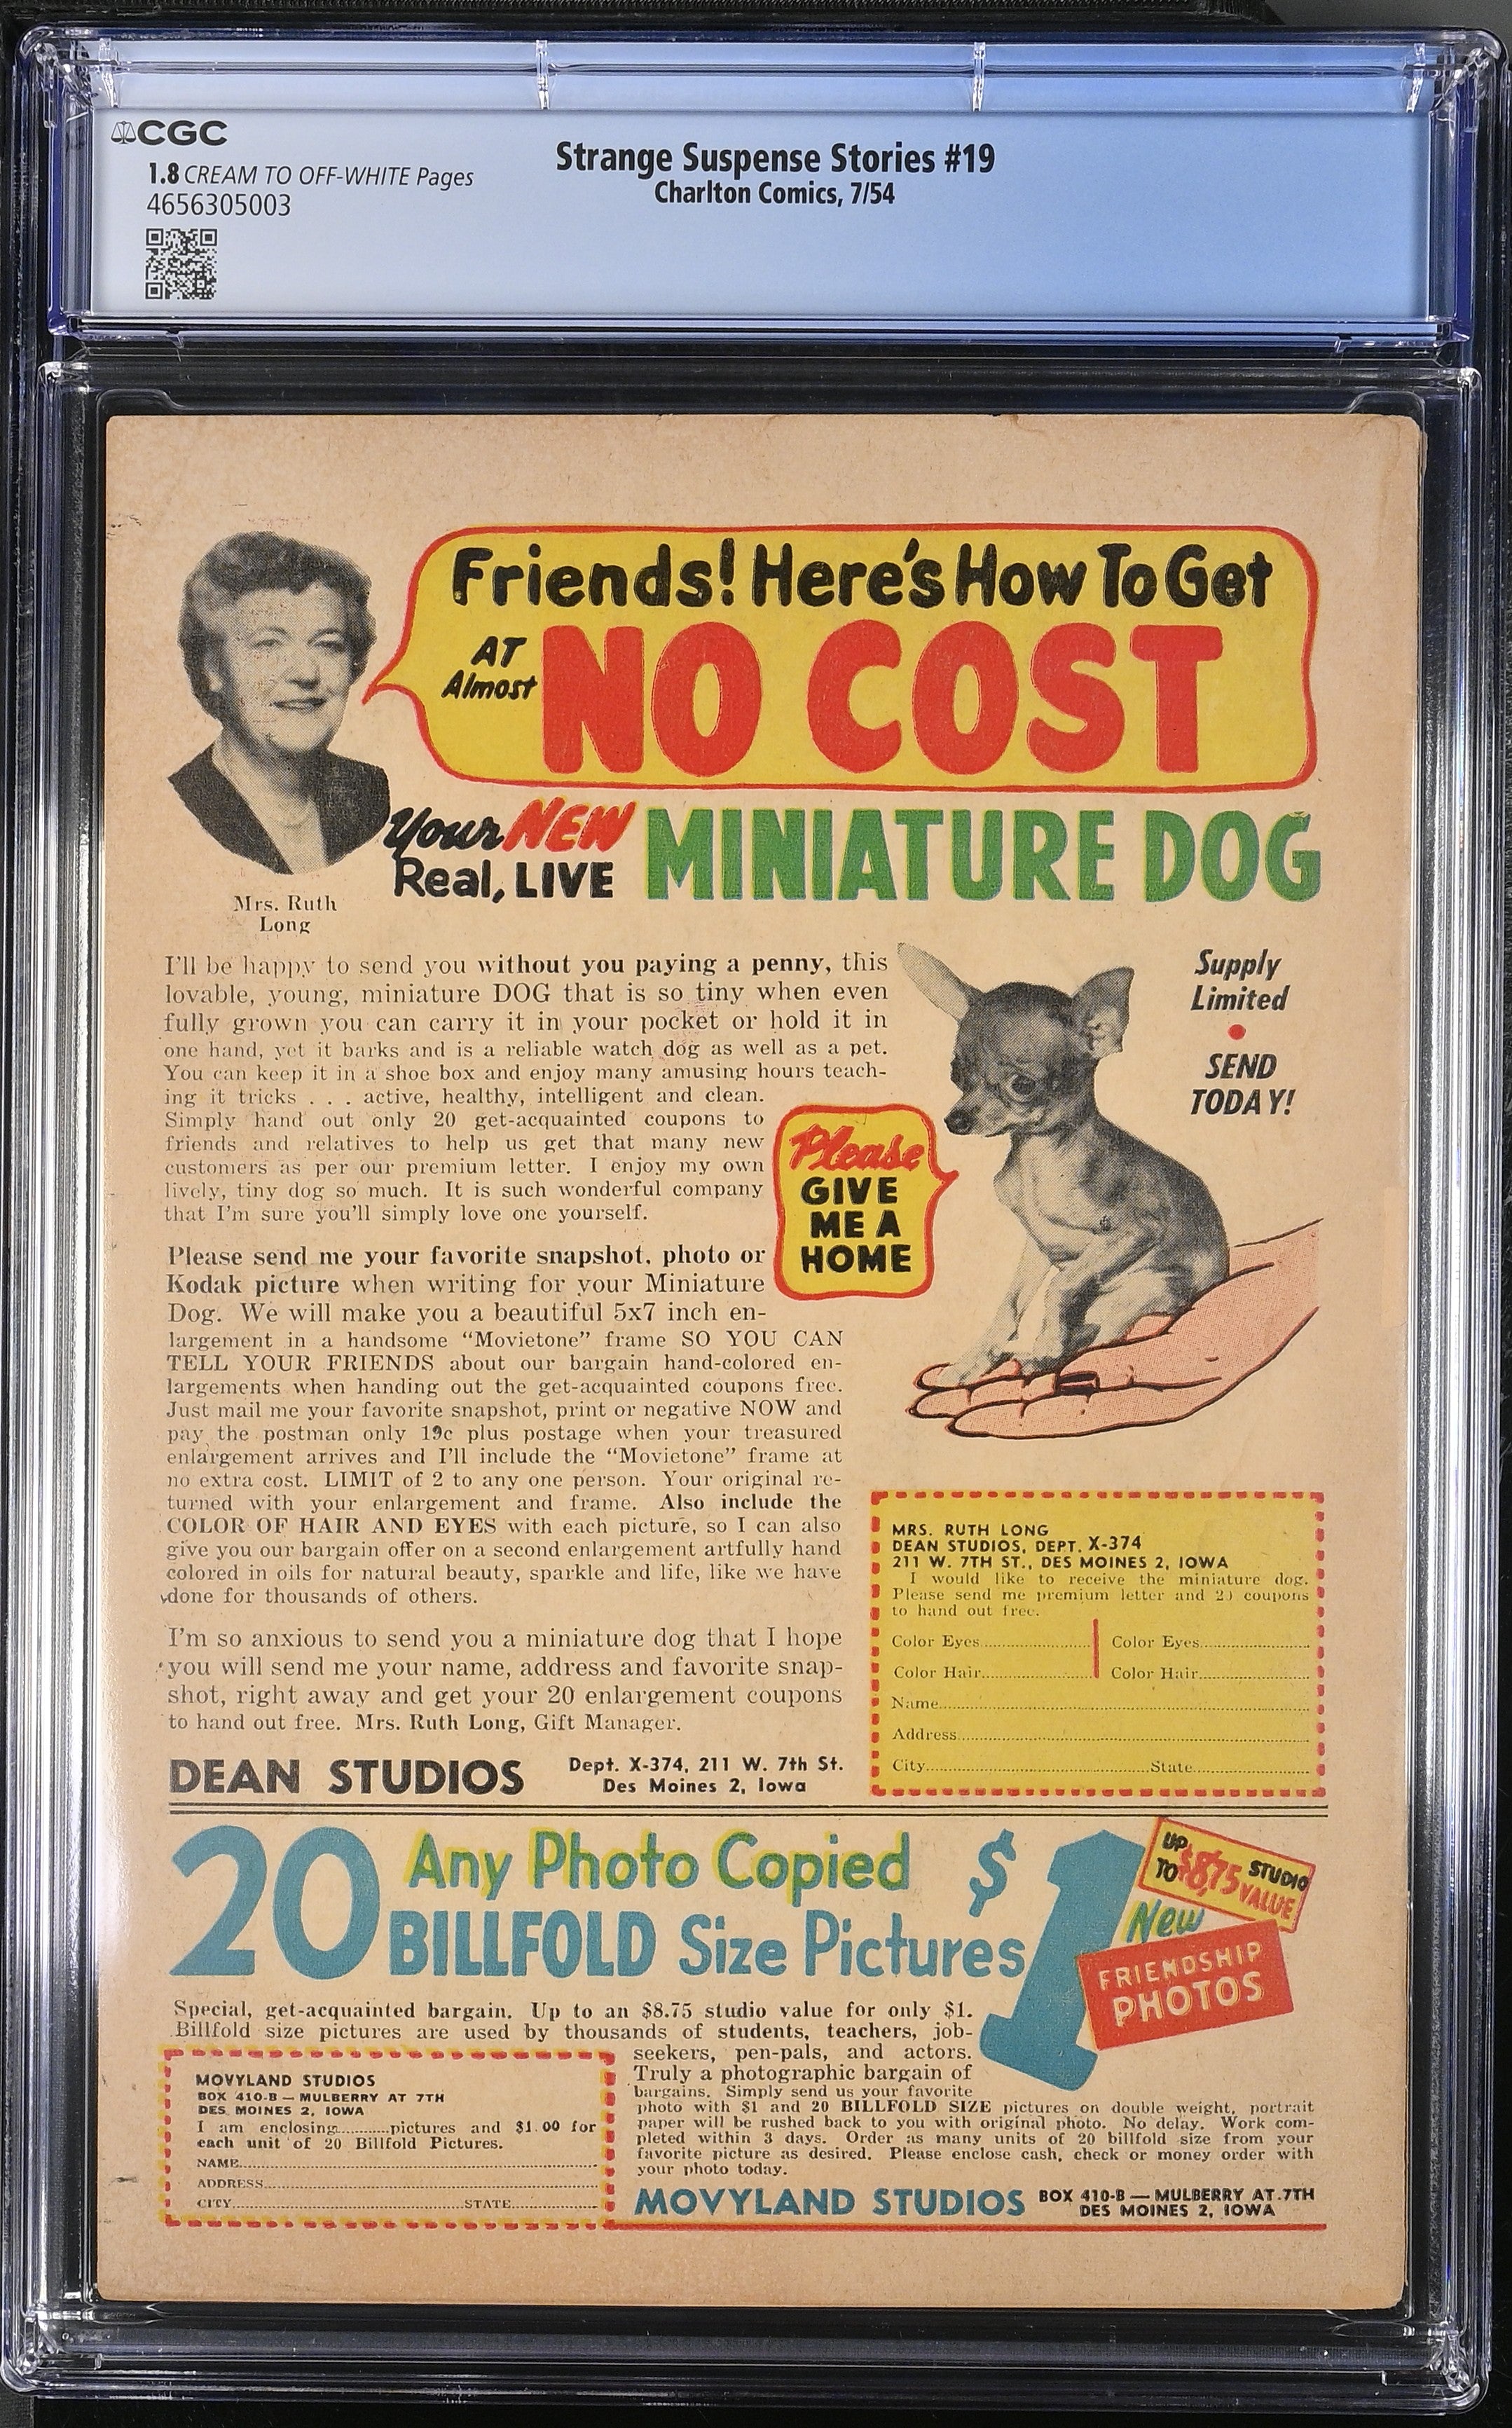 CGC
1.8 CREAM TO OFF-WHITE Pages
4656305003
Strange Suspense Stories #19
Charlton Comics, 7/54
Friends! Here's How To Get
AT Almost
NO COST
Your NEW
Real, LIVE
MINIATURE DOG
Mrs. Ruth
Long
I'll be happy to send you without you paying a penny, this
lovable, young, miniature DOG that is so tiny when even
fully grown you can carry it in your pocket or hold it in
one hand, yet it barks and is a reliable watch dog as well as a pet.
You can keep it in a shoe box and enjoy many amusing hours teach-
ing it tricks . . . active, healthy, intelligent and clean.
Simply hand out only 20 get-acquainted coupons to
friends and relatives to help us get that many new
customers as per our premium letter. I enjoy my own
lively, tiny dog so much. It is such wonderful company
that I'm sure you'll simply love one yourself.
Supply
Limited
•
SEND
TODAY!
Please
GIVE
ME A
HOME
Please send me your favorite snapshot, photo or
Kodak picture when writing for your Miniature
Dog. We will make you a beautiful 5x7 inch en-
largement in a handsome “Movietone” frame SO YOU CAN
TELL YOUR FRIENDS about our bargain hand-colored en-
largements when handing out the get-acquainted coupons free.
Just mail me your favorite snapshot, print or negative NOW and
pay the postman only 19c plus postage when your treasured
enlargement arrives and I'll include the “Movietone” frame at
no extra cost. LIMIT of 2 to any one person. Your original re-
turned with your enlargement and frame. Also include the
COLOR OF HAIR AND EYES with each picture, so I can also
give you our bargain offer on a second enlargement artfully hand
colored in oils for natural beauty, sparkle and life, like we have
done for thousands of others.
I'm so anxious to send you a miniature dog that I hope
you will send me your name, address and favorite snap-
shot, right away and get your 20 enlargement coupons
to hand out free. Mrs. Ruth Long, Gift Manager.
DEAN STUDIOS
Dept. X-374, 211 W. 7th St.
Des Moines 2, Iowa
MRS. RUTH LONG
DEAN STUDIOS, DEPT. X-374
211 W. 7TH ST., DES MOINES 2, IOWA
I would like to receive the miniature dog.
Please send me premium letter and 20 coupons
to hand out free.
Color Eyes Color Eyes
Color Hair Color Hair
Name
Address
City State
20
Any Photo Copied
BILLFOLD Size Pictures
$1
UP TO $8.75 STUDIO VALUE
New
FRIENDSHIP
PHOTOS
Special, get-acquainted bargain. Up to an $8.75 studio value for only $1.
Billfold size pictures are used by thousands of students, teachers, job-
seekers, pen-pals, and actors.
Truly a photographic bargain of
bargains. Simply send us your favorite
photo with $1 and 20 BILLFOLD SIZE pictures on double weight, portrait
paper will be rushed back to you with original photo. No delay. Work com-
pleted within 3 days. Order as many units of 20 billfold size from your
favorite picture as desired. Please enclose cash, check or money order with
your photo today.
MOVYLAND STUDIOS
BOX 410-B — MULBERRY AT 7TH
DES MOINES 2, IOWA
I am enclosing pictures and $1.00 for
each unit of 20 Billfold Pictures.
NAME
ADDRESS
CITY STATE
MOVYLAND STUDIOS
BOX 410-B — MULBERRY AT 7TH
DES MOINES 2, IOWA